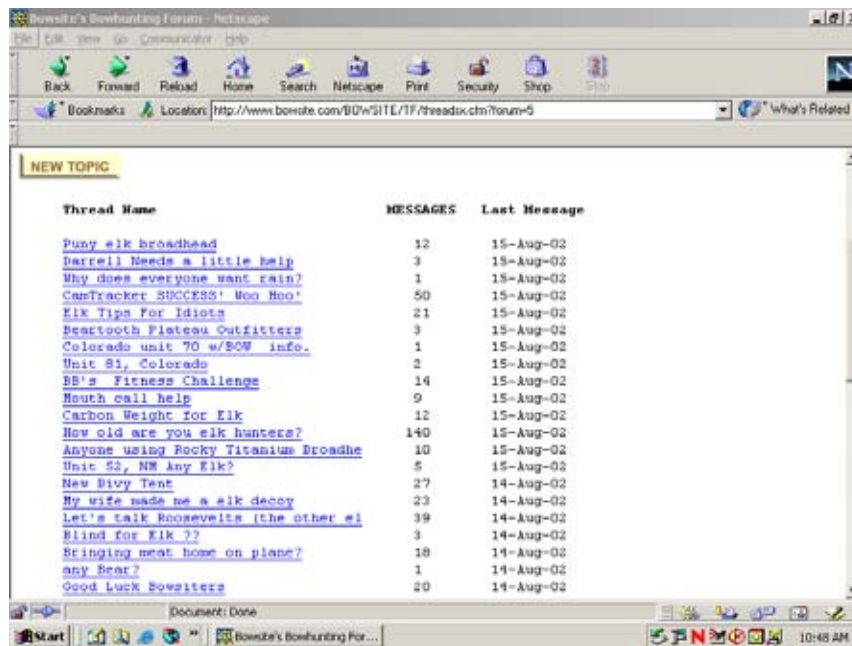 Bowsite's Bowhunting Forum - Netscape
File Edit View Go Communicator Help
Back Forward Reload Home Search Netscape Print Security Shop Stop
Bookmarks Location: http://www.bowsite.com/BOWSITE/TF/threadsx.cfm?forum=5 What's Related
NEW TOPIC
Thread Name MESSAGES Last Message
Puny elk broadhead 12 15-Aug-02
Darrell Needs a little help 3 15-Aug-02
Why does everyone want rain? 1 15-Aug-02
CamTracker SUCCESS! Woo Hoo! 50 15-Aug-02
Elk Tips For Idiots 21 15-Aug-02
Beartooth Plateau Outfitters 3 15-Aug-02
Colorado unit 70 w/BOW info. 1 15-Aug-02
Unit 81, Colorado 2 15-Aug-02
BB's Fitness Challenge 14 15-Aug-02
Mouth call help 9 15-Aug-02
Carbon Weight for Elk 12 15-Aug-02
How old are you elk hunters? 140 15-Aug-02
Anyone using Rocky Titanium Broadhe 10 15-Aug-02
Unit 52, NM Any Elk? 5 15-Aug-02
New Bivy Tent 27 14-Aug-02
My wife made me a elk decoy 23 14-Aug-02
Let's talk Roosevelts (the other el 39 14-Aug-02
Blind for Elk ?? 3 14-Aug-02
Bringing meat home on plane? 18 14-Aug-02
any Bear? 1 14-Aug-02
Good Luck Bowsiters 20 14-Aug-02
Document: Done
Start Bowsite's Bowhunting For... 10:48 AM